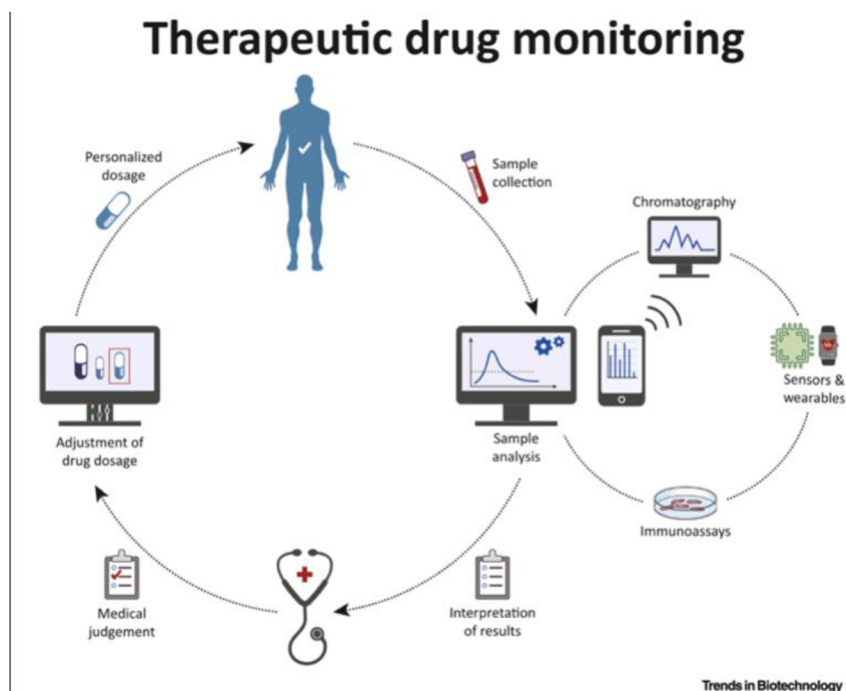 Therapeutic drug monitoring
Personalized
dosage
Sample
collection
Chromatography
Sensors &
wearables
Adjustment of
drug dosage
Sample
analysis
Immunoassays
Medical
judgement
Interpretation
of results
Trends in Biotechnology